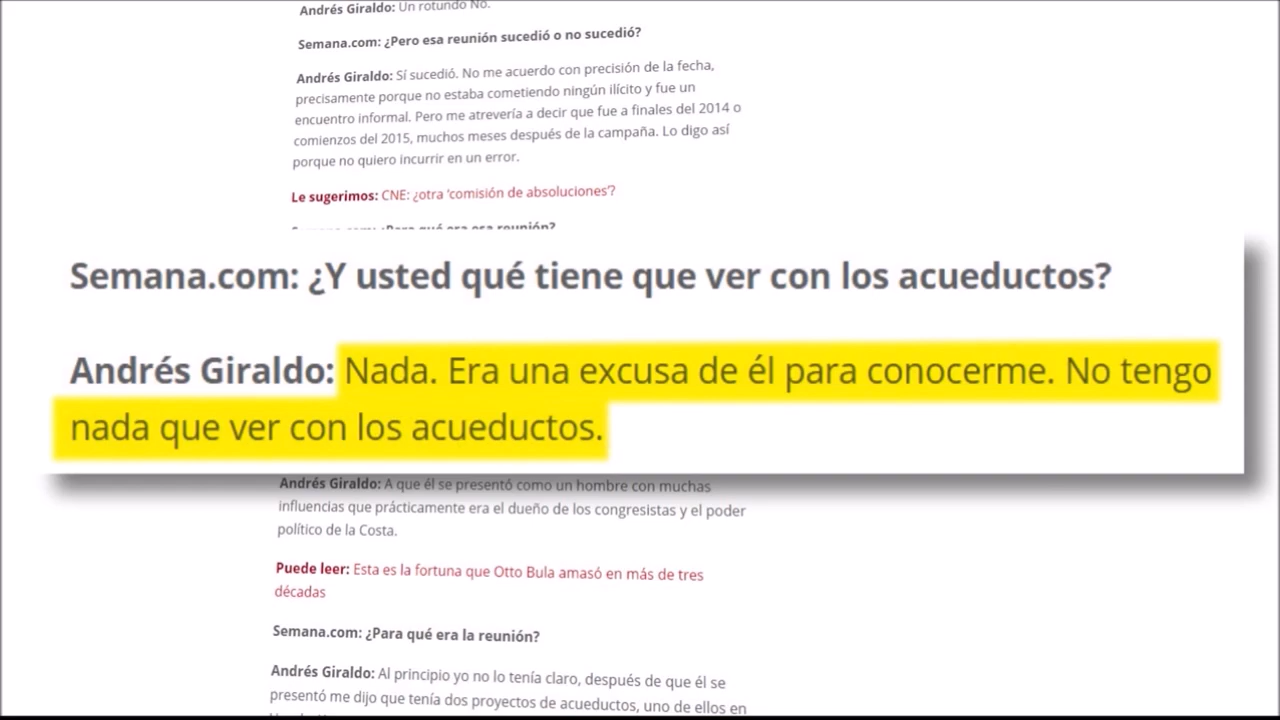 Andrés Giraldo: Un rotundo No.
Semana.com: ¿Pero esa reunión sucedió o no sucedió?
Andrés Giraldo: Sí sucedió. No me acuerdo con precisión de la fecha,
precisamente porque no estaba cometiendo ningún ilícito y fue un
encuentro informal. Pero me atrevería a decir que fue a finales del 2014 o
comienzos del 2015, muchos meses después de la campaña. Lo digo así
porque no quiero incurrir en un error.
Le sugerimos: CNE: ¿otra ‘comisión de absoluciones’?
Semana.com: ¿Para qué era esa reunión?
Semana.com: ¿Y usted qué tiene que ver con los acueductos?
Andrés Giraldo: Nada. Era una excusa de él para conocerme. No tengo
nada que ver con los acueductos.
Andrés Giraldo: A que él se presentó como un hombre con muchas
influencias que prácticamente era el dueño de los congresistas y el poder
político de la Costa.
Puede leer: Esta es la fortuna que Otto Bula amasó en más de tres
décadas
Semana.com: ¿Para qué era la reunión?
Andrés Giraldo: Al principio yo no lo tenía claro, después de que él se
presentó me dijo que tenía dos proyectos de acueductos, uno de ellos en